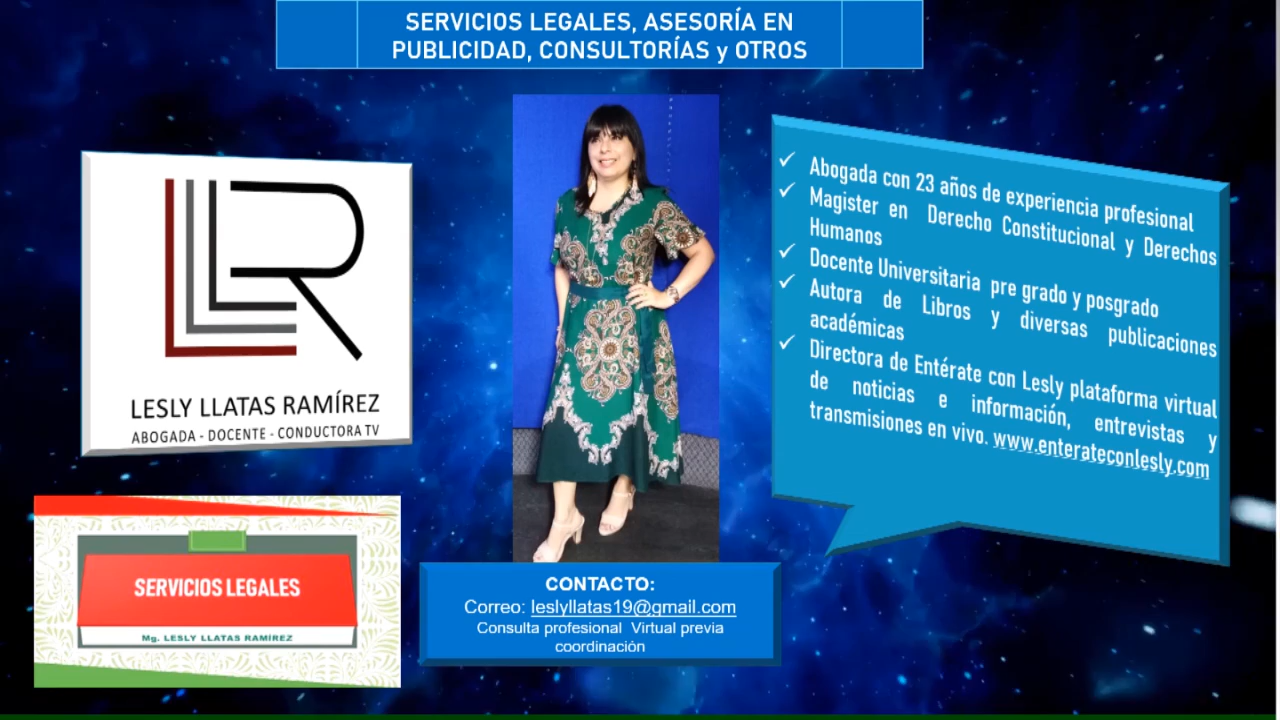 SERVICIOS LEGALES, ASESORÍA EN
PUBLICIDAD, CONSULTORÍAS y OTROS
LESLY LLATAS RAMÍREZ
ABOGADA - DOCENTE - CONDUCTORA TV
SERVICIOS LEGALES
Mg. LESLY LLATAS RAMIREZ
CONTACTO:
Correo: leslyllatas19@gmail.com
Consulta profesional Virtual previa
coordinación
✓ Abogada con 23 años de experiencia profesional
✓ Magister en Derecho Constitucional y Derechos
Humanos
✓ Docente Universitaria pre grado y posgrado
✓ Autora de Libros y diversas publicaciones
académicas
✓ Directora de Entérate con Lesly plataforma virtual
de noticias e información, entrevistas y
transmisiones en vivo. www.enterateconlesly.com